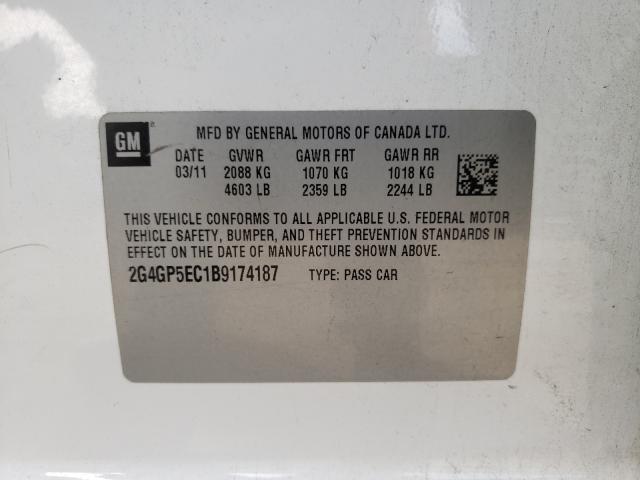 GM
MFD BY GENERAL MOTORS OF CANADA LTD.
DATE GVWR GAWR FRT GAWR RR
03/11 2088 KG 1070 KG 1018 KG
4603 LB 2359 LB 2244 LB
THIS VEHICLE CONFORMS TO ALL APPLICABLE U.S. FEDERAL MOTOR
VEHICLE SAFETY, BUMPER, AND THEFT PREVENTION STANDARDS IN
EFFECT ON THE DATE OF MANUFACTURE SHOWN ABOVE.
2G4GP5EC1B9174187 TYPE: PASS CAR